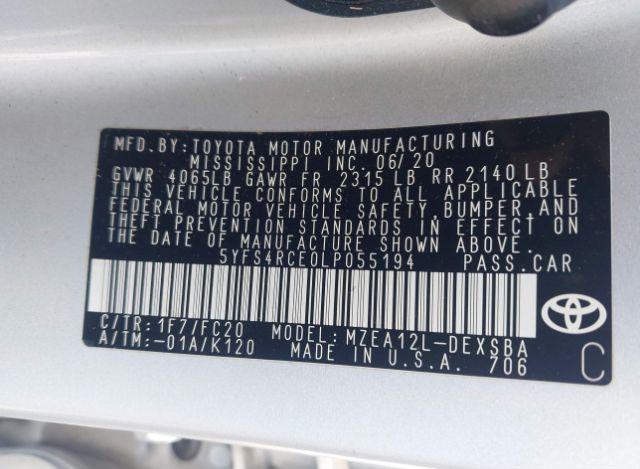 MFD.BY:TOYOTA MOTOR MANUFACTURING
MISSISSIPPI INC. 06/20
GVWR 4065LB GAWR FR 2315 LB RR 2140 LB
THIS VEHICLE CONFORMS TO ALL APPLICABLE
FEDERAL MOTOR VEHICLE SAFETY, BUMPER, AND
THEFT PREVENTION STANDARDS IN EFFECT ON
THE DATE OF MANUFACTURE SHOWN ABOVE.
5YFS4RCE0LP055194 PASS.CAR
C/TR:1F7/FC20 MODEL:MZEA12L-DEXSBA
A/TM:-01A/K120 MADE IN U.S.A. 706
C